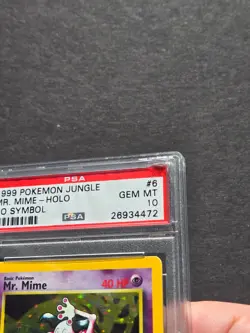 PSA
1999 POKEMON JUNGLE #6
MR. MIME - HOLO GEM MT
NO SYMBOL 10
PSA 26934472
Basic Pokémon
Mr. Mime 40 HP